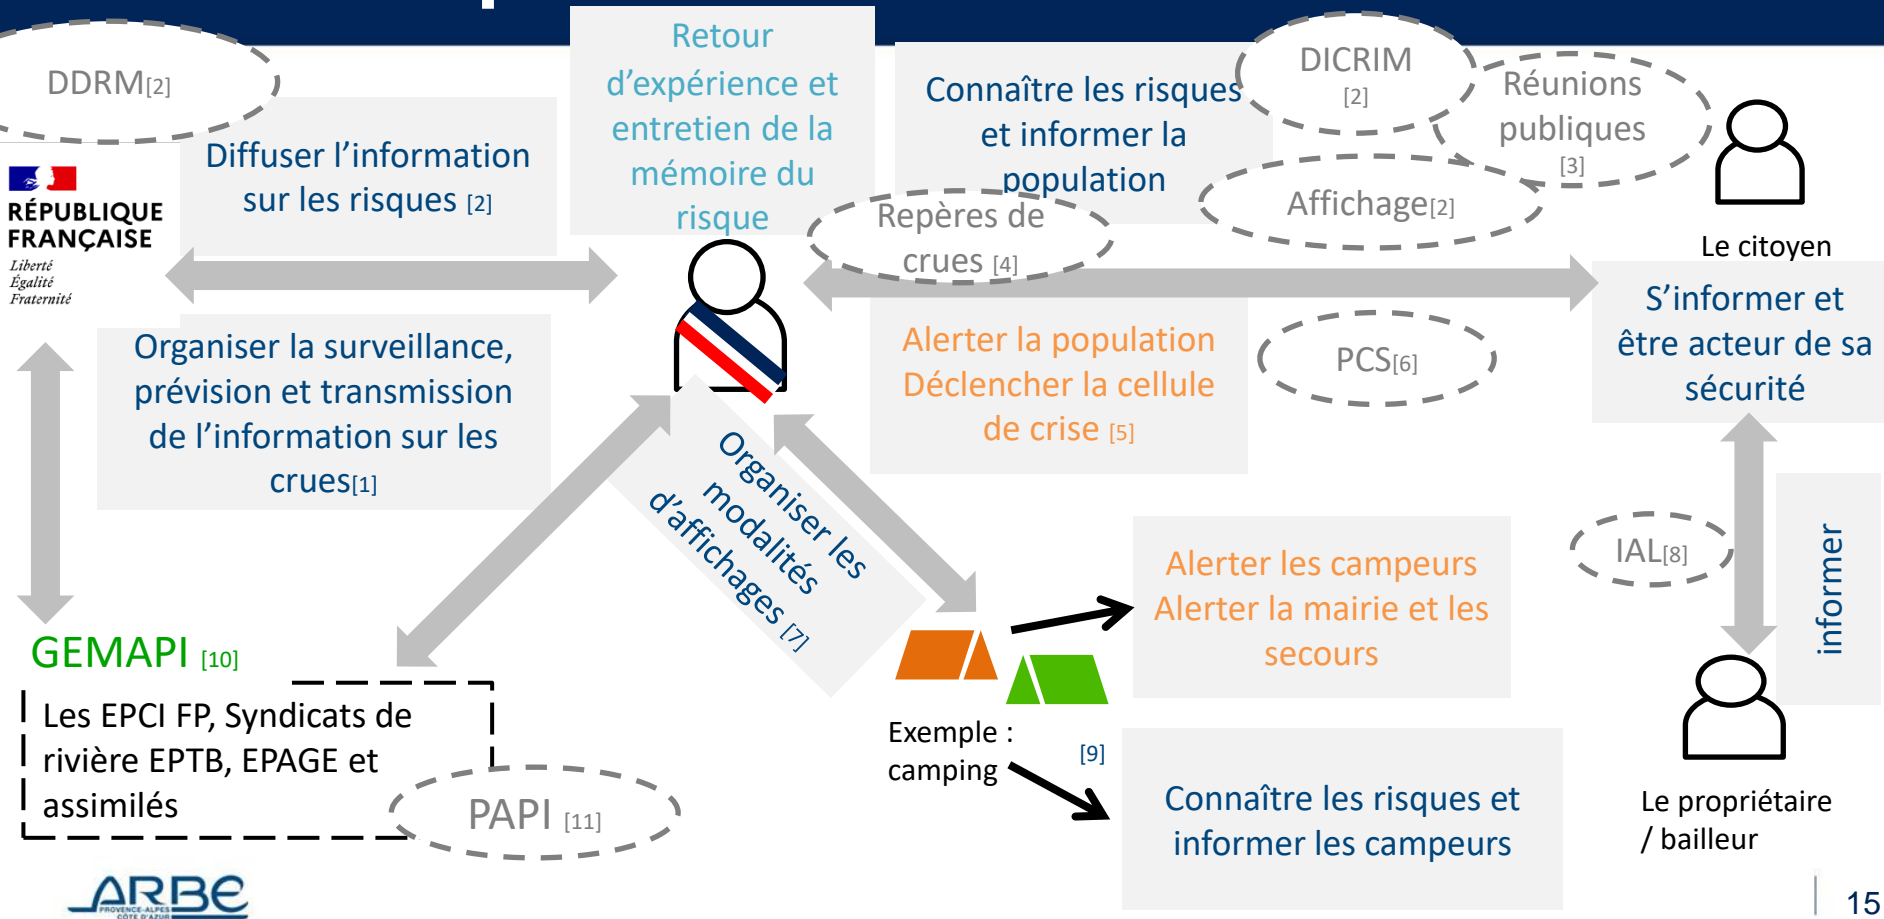 DDRM[2]
Diffuser l’information
sur les risques [2]
RÉPUBLIQUE
FRANÇAISE
Liberté
Égalité
Fraternité
Organiser la surveillance,
prévision et transmission
de l’information sur les
crues[1]
GEMAPI [10]
Les EPCI FP, Syndicats de
rivière EPTB, EPAGE et
assimilés
PAPI [11]
Retour
d’expérience et
entretien de la
mémoire du
risque
Connaître les risques
et informer la
population
DICRIM
[2]
Réunions
publiques
[3]
Affichage[2]
Repères de
crues [4]
Le citoyen
S’informer et
être acteur de sa
sécurité
Alerter la population
Déclencher la cellule
de crise [5]
PCS[6]
Organiser les
modalités
d’affichages [7]
IAL[8]
informer
Alerter les campeurs
Alerter la mairie et les
secours
Exemple :
camping
[9]
Connaître les risques et
informer les campeurs
Le propriétaire
/ bailleur
ARBE
PROVENCE-ALPES
CÔTE D’AZUR
15